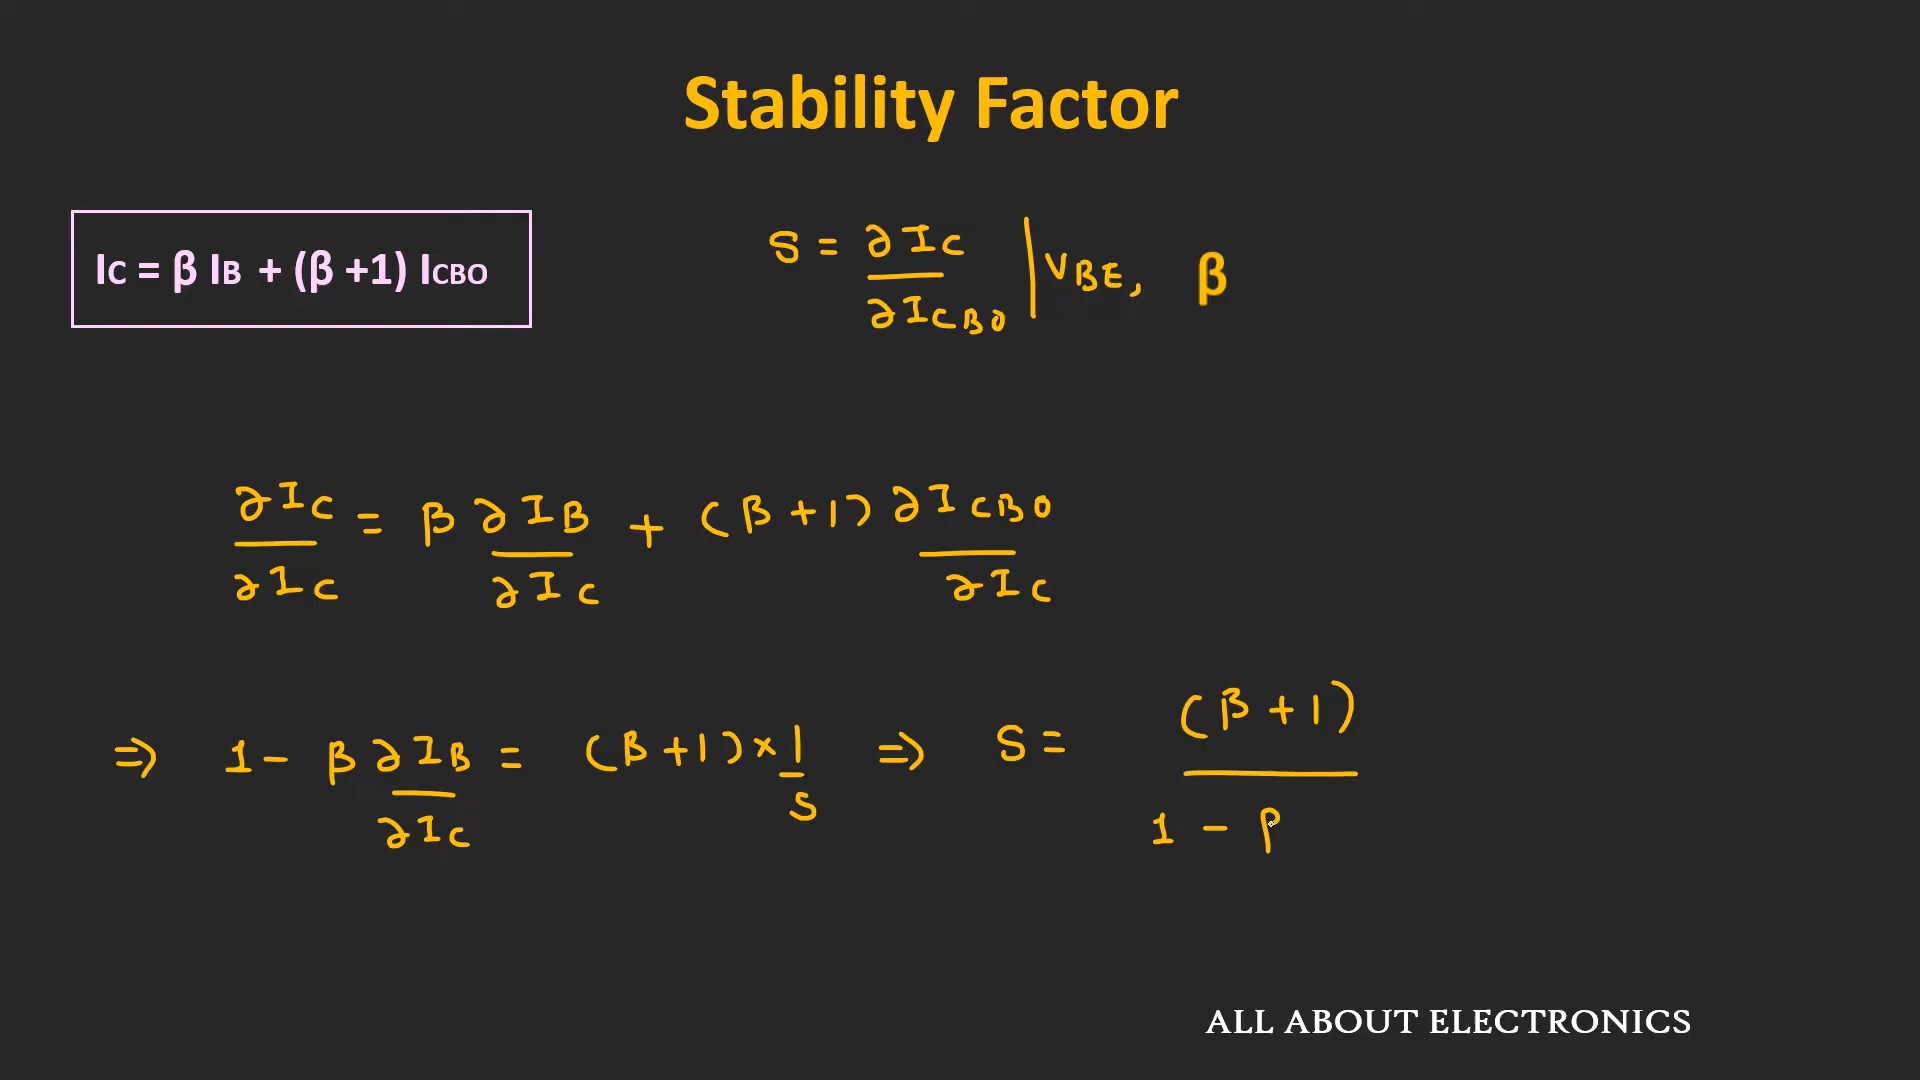 Stability Factor
IC = β IB + (β +1) ICBO
S = ∂IC / ∂ICBO | VBE, β
∂IC / ∂IC = β ∂IB / ∂IC + (β+1) ∂ICBO / ∂IC
⇒ 1 - β ∂IB / ∂IC = (β+1) × 1 / S ⇒ S = (β+1) / 1 - β
ALL ABOUT ELECTRONICS